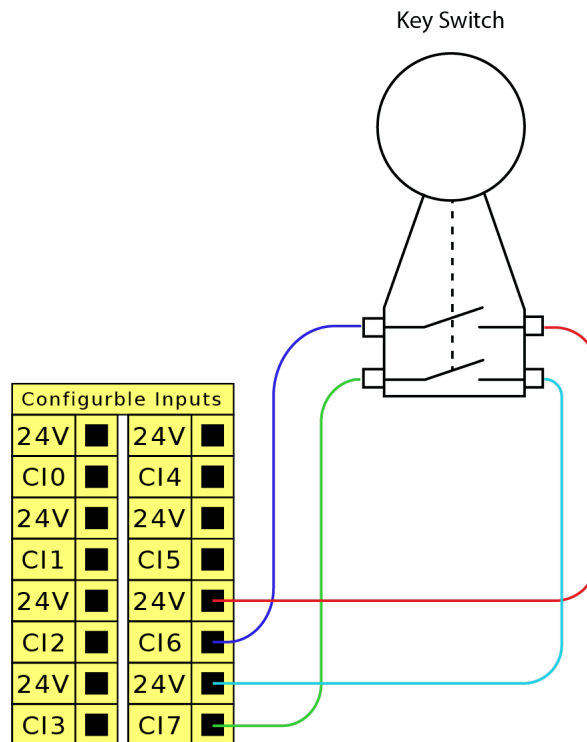 Key Switch
Configurble Inputs
24V 24V
CI0 CI4
24V 24V
CI1 CI5
24V 24V
CI2 CI6
24V 24V
CI3 CI7